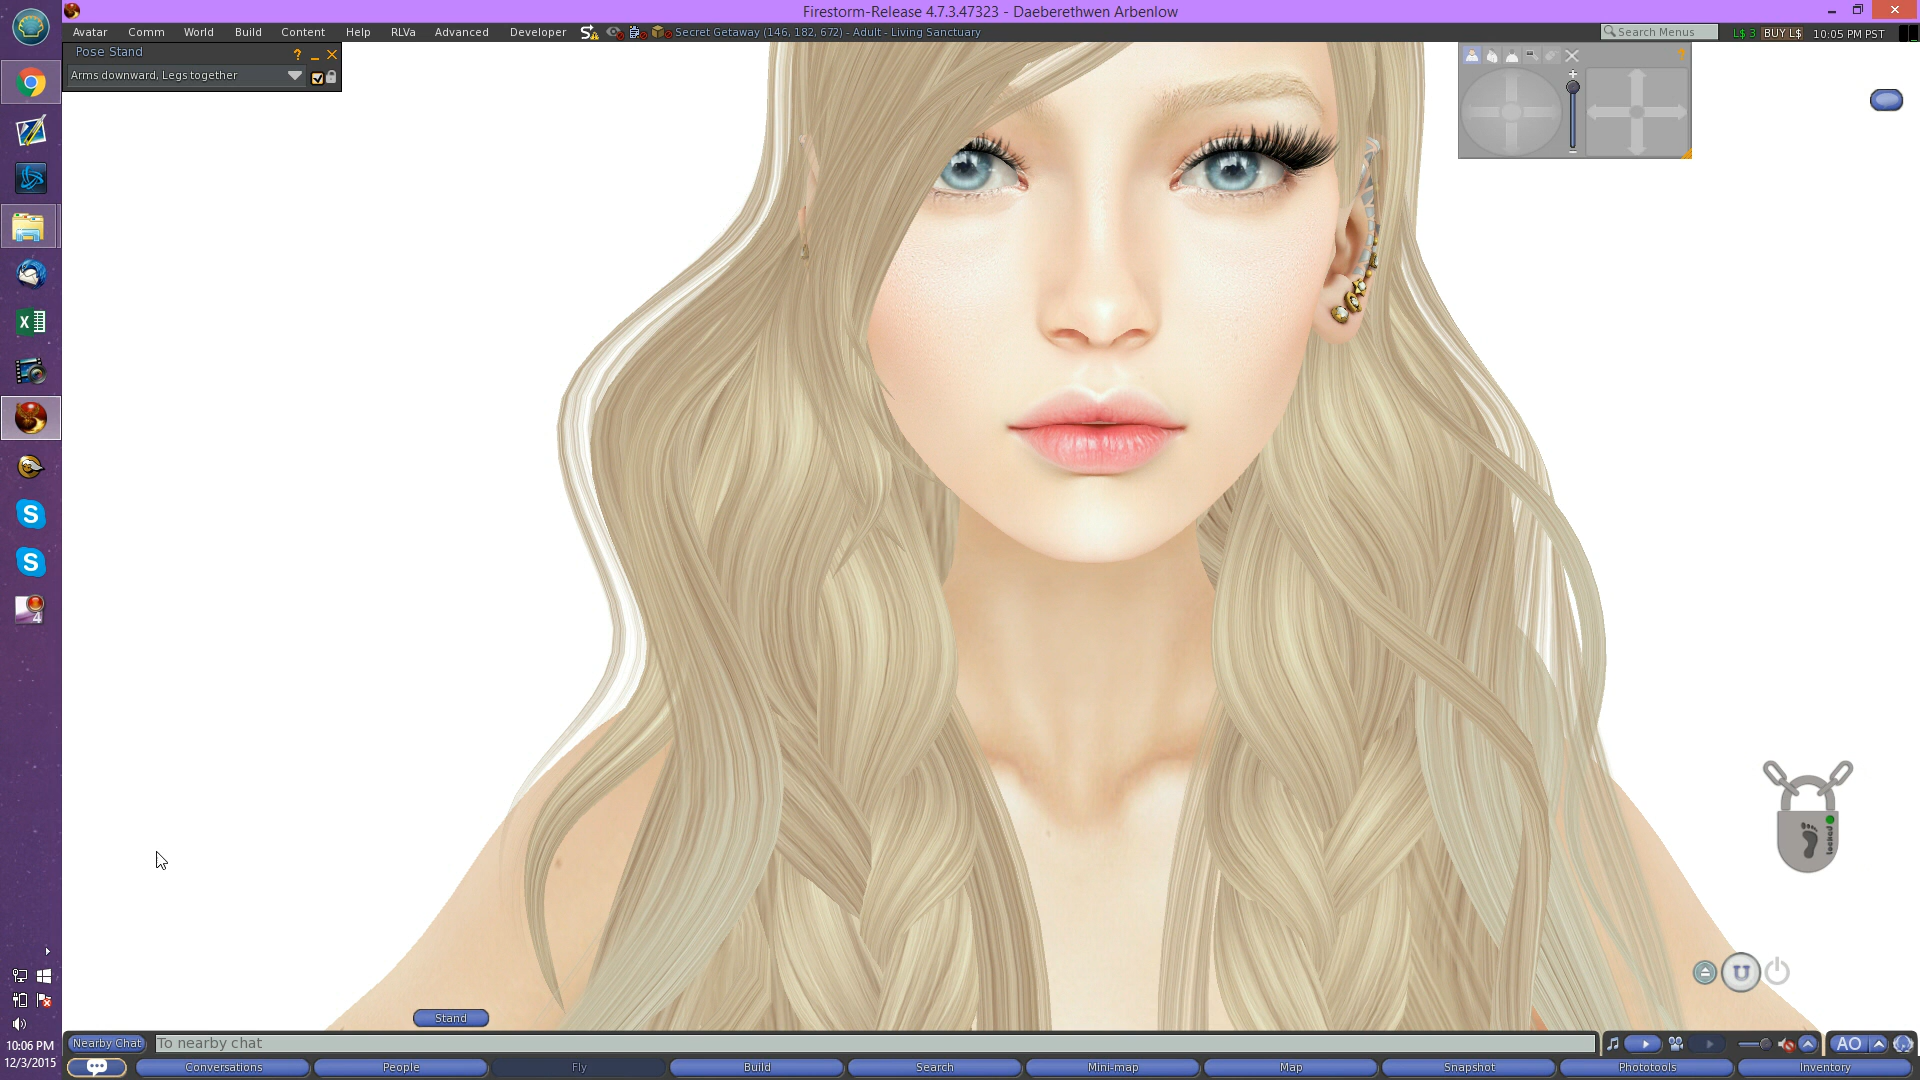 Firestorm-Release 4.7.3.47323 - Daeberethwen Arbenlow
Avatar Comm World Build Content Help RLVa Advanced Developer Secret Getaway (146, 182, 672) - Adult - Living Sanctuary Search Menus L$ 3 BUY L$ 10:05 PM PST
Pose Stand
Arms downward, Legs together
locked
4
Stand
10:06 PM
12/3/2015
Nearby Chat To nearby chat AO
Conversations People Fly Build Search Mini-map Map Snapshot Phototools Inventory